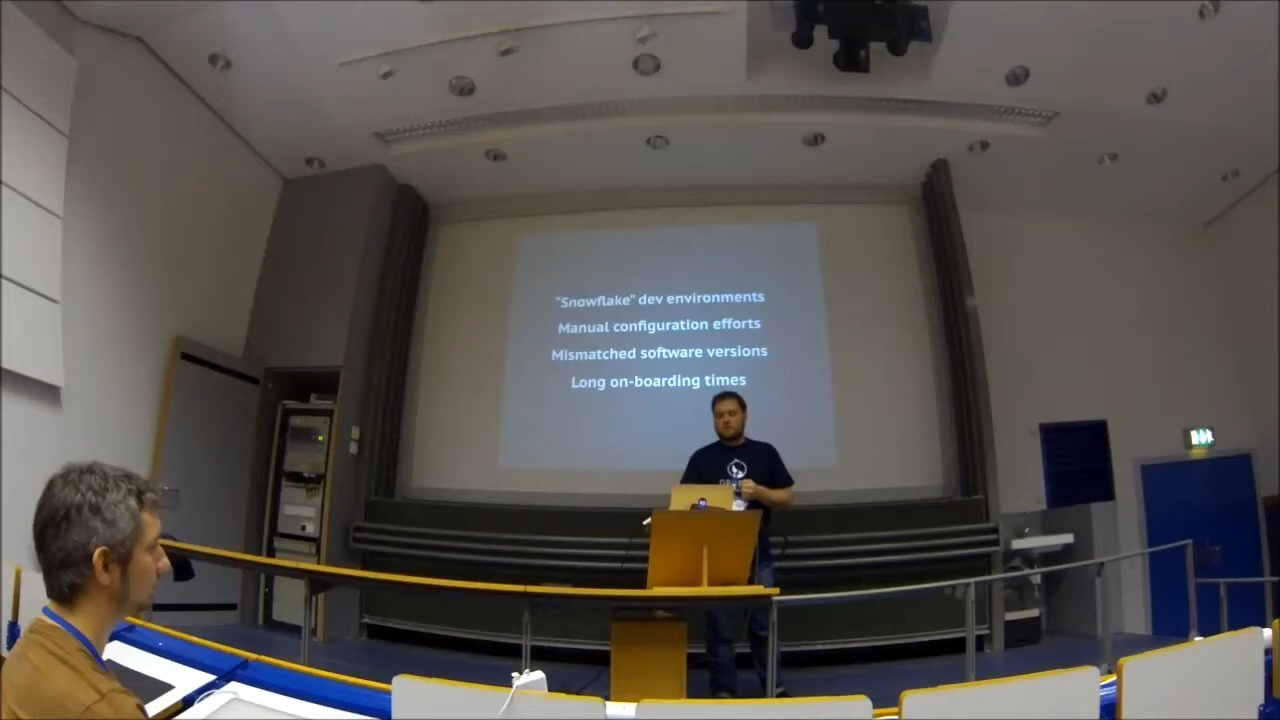 "Snowflake" dev environments
Manual configuration efforts
Mismatched software versions
Long on-boarding times